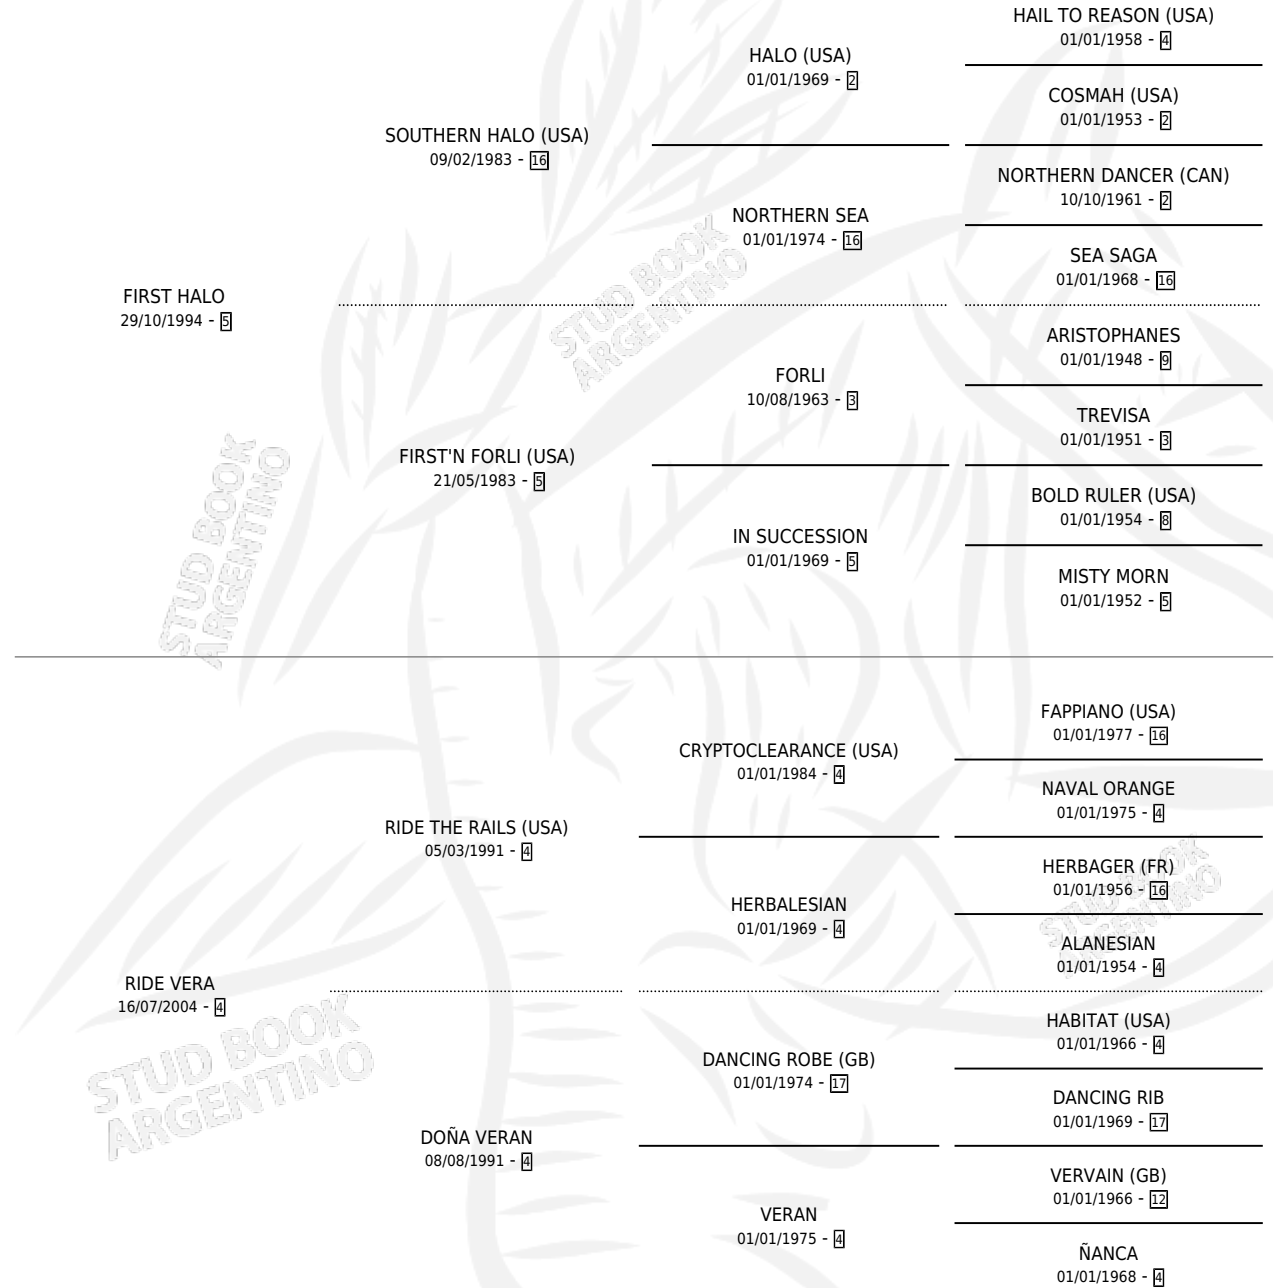 HAIL TO REASON (USA)
01/01/1958 - 4
HALO (USA)
01/01/1969 - 2
COSMAH (USA)
01/01/1953 - 2
SOUTHERN HALO (USA)
09/02/1983 - 16
NORTHERN DANCER (CAN)
10/10/1961 - 2
NORTHERN SEA
01/01/1974 - 16
SEA SAGA
01/01/1968 - 16
FIRST HALO
29/10/1994 - 5
STUD BOOK
ARGENTINO
ARISTOPHANES
01/01/1948 - 9
FORLI
10/08/1963 - 3
TREVISA
01/01/1951 - 3
FIRST'N FORLI (USA)
21/05/1983 - 5
BOLD RULER (USA)
01/01/1954 - 8
IN SUCCESSION
01/01/1969 - 5
MISTY MORN
01/01/1952 - 5
STUD BOOK
ARGENTINO
FAPPIANO (USA)
01/01/1977 - 16
CRYPTOCLEARANCE (USA)
01/01/1984 - 4
NAVAL ORANGE
01/01/1975 - 4
RIDE THE RAILS (USA)
05/03/1991 - 4
HERBAGER (FR)
01/01/1956 - 16
HERBALESIAN
01/01/1969 - 4
STUD BOOK
ARGENTINO
ALANESIAN
01/01/1954 - 4
RIDE VERA
16/07/2004 - 4
HABITAT (USA)
01/01/1966 - 4
DANCING ROBE (GB)
01/01/1974 - 17
DANCING RIB
01/01/1969 - 17
STUD BOOK
ARGENTINO
DOÑA VERAN
08/08/1991 - 4
VERVAIN (GB)
01/01/1966 - 12
VERAN
01/01/1975 - 4
ÑANCA
01/01/1968 - 4